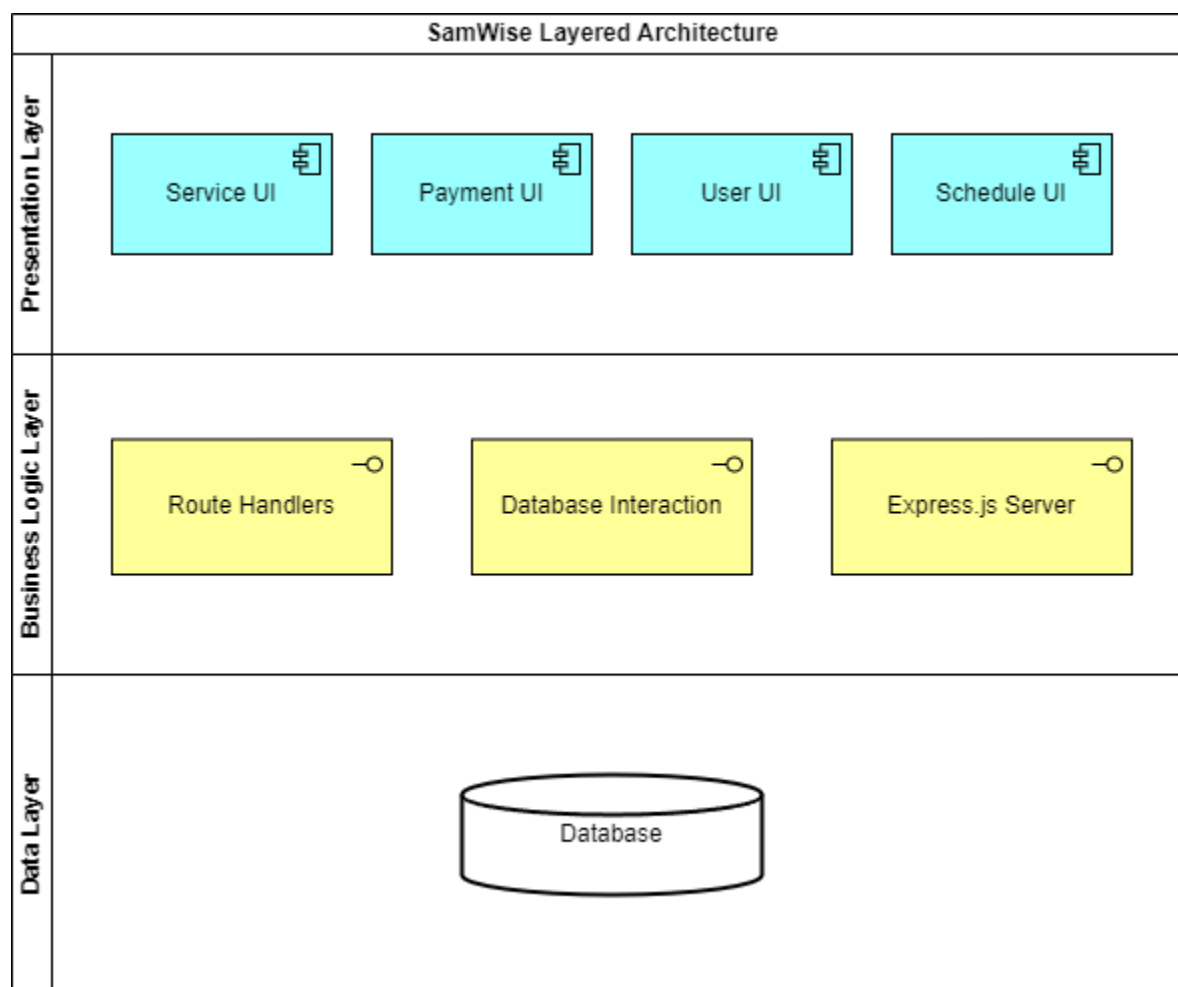 SamWise Layered Architecture
Presentation Layer
Service UI
Payment UI
User UI
Schedule UI
Business Logic Layer
Route Handlers
Database Interaction
Express.js Server
Data Layer
Database